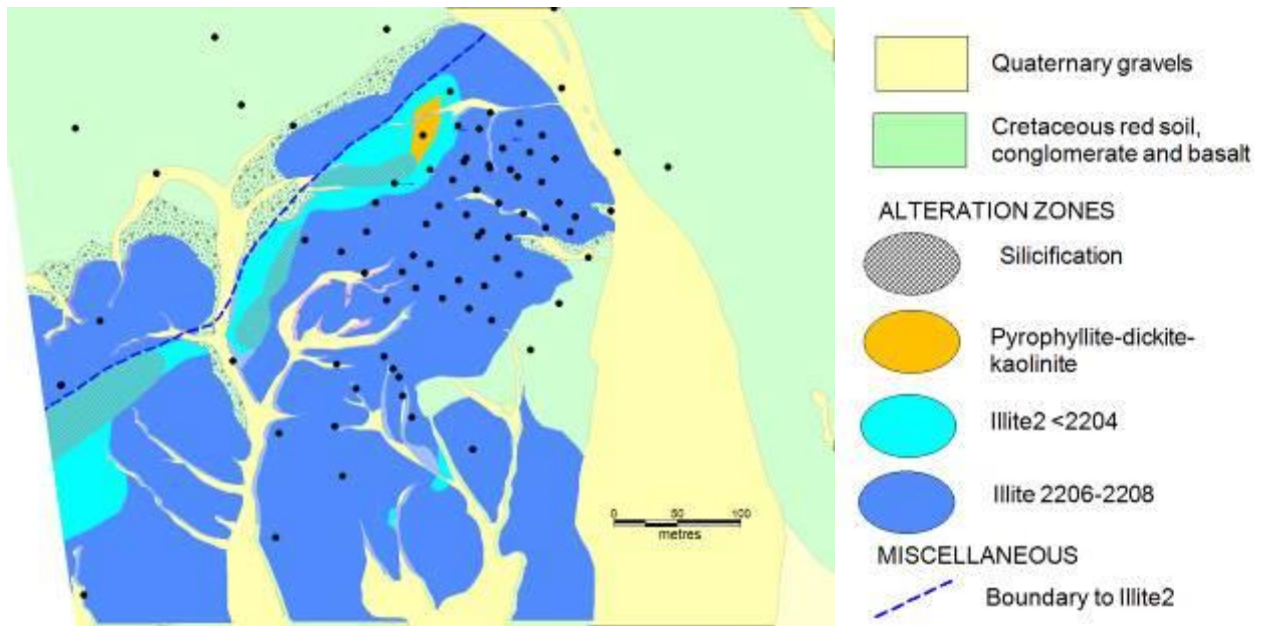 Quaternary gravels
Cretaceous red soil,
conglomerate and basalt
ALTERATION ZONES
Silicification
Pyrophyllite-dickite-
kaolinite
Illite2 <2204
Illite 2206-2208
MISCELLANEOUS
Boundary to Illite2
0 50 100
metres